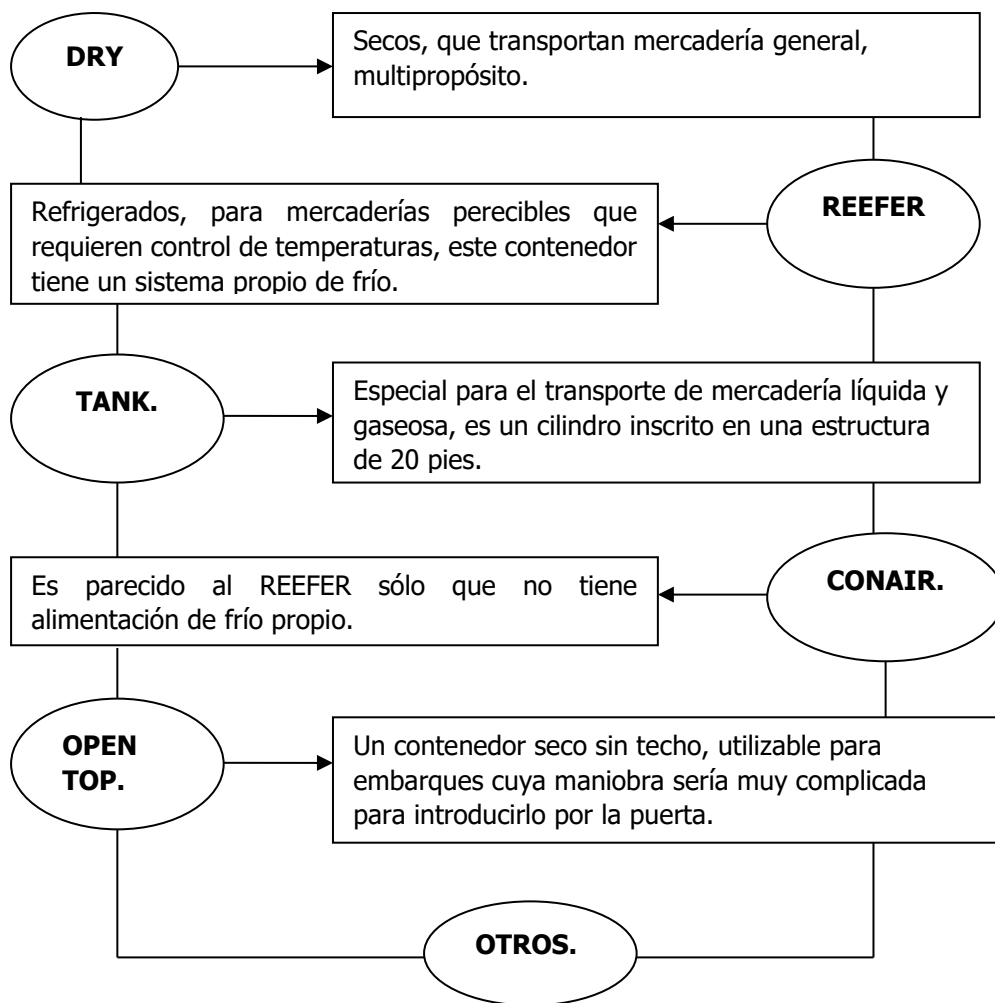 DRY
Secos, que transportan mercadería general,
multipropósito.
REEFER
Refrigerados, para mercaderías perecibles que
requieren control de temperaturas, este contenedor
tiene un sistema propio de frío.
TANK.
Especial para el transporte de mercadería líquida y
gaseosa, es un cilindro inscrito en una estructura
de 20 pies.
CONAIR.
Es parecido al REEFER sólo que no tiene
alimentación de frío propio.
OPEN
TOP.
Un contenedor seco sin techo, utilizable para
embarques cuya maniobra sería muy complicada
para introducirlo por la puerta.
OTROS.